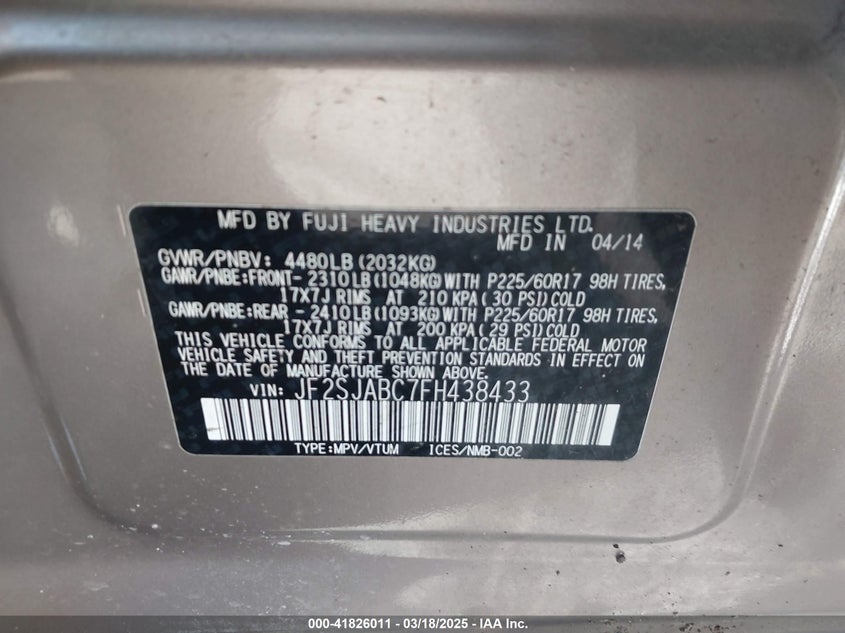 MFD BY FUJI HEAVY INDUSTRIES LTD.
MFD IN 04/14
GVWR/PNBV: 4480LB(2032KG)
GAWR/PNBE:FRONT- 2310LB(1048KG)WITH P225/60R17 98H TIRES,
17X7J RIMS AT 210 KPA( 30 PSI)COLD
GAWR/PNBE:REAR - 2410LB(1093KG)WITH P225/60R17 98H TIRES,
17X7J RIMS AT 200 KPA( 29 PSI)COLD
THIS VEHICLE CONFORMS TO ALL APPLICABLE FEDERAL MOTOR
VEHICLE SAFETY AND THEFT PREVENTION STANDARDS IN EFFECT ON
THE DATE OF MANUFACTURE SHOWN ABOVE.
VIN: JF2SJABC7FH438433
TYPE:MPV/VTUM ICES/NMB-002
000-41826011 - 03/18/2025 - IAA Inc.